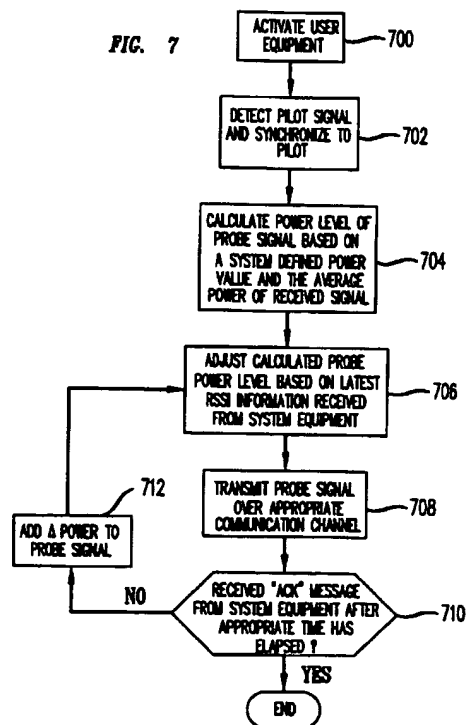 FIG. 7
ACTIVATE USER
EQUIPMENT
700
DETECT PILOT SIGNAL
AND SYNCHRONIZE TO
PILOT
702
CALCULATE POWER LEVEL OF
PROBE SIGNAL BASED ON
A SYSTEM DEFINED POWER
VALUE AND THE AVERAGE
POWER OF RECEIVED SIGNAL
704
ADJUST CALCULATED PROBE
POWER LEVEL BASED ON LATEST
RSSI INFORMATION RECEIVED
FROM SYSTEM EQUIPMENT
706
712
ADD Δ POWER TO
PROBE SIGNAL
TRANSMIT PROBE SIGNAL
OVER APPROPRIATE
COMMUNICATION CHANNEL
708
NO
RECEIVED "ACK" MESSAGE
FROM SYSTEM EQUIPMENT AFTER
APPROPRIATE TIME HAS
ELAPSED ?
710
YES
END